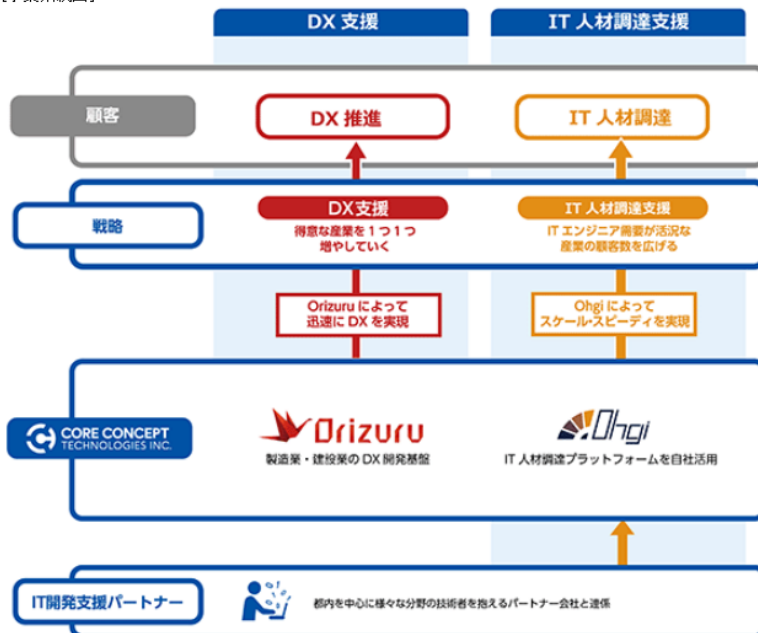 DX 支援
IT 人材調達支援
顧客
DX 推進
IT 人材調達
戦略
DX支援
得意な産業を1つ1つ
増やしていく
IT 人材調達支援
IT エンジニア需要が活況な
産業の顧客数を広げる
Orizuru によって
迅速に DX を実現
Ohgi によって
スケール・スピーディを実現
CORE CONCEPT
TECHNOLOGIES INC.
Orizuru
製造業・建設業の DX 開発基盤
Ohgi
IT 人材調達プラットフォームを自社活用
IT開発支援パートナー
都内を中心に様々な分野の技術者を抱えるパートナー会社と連係